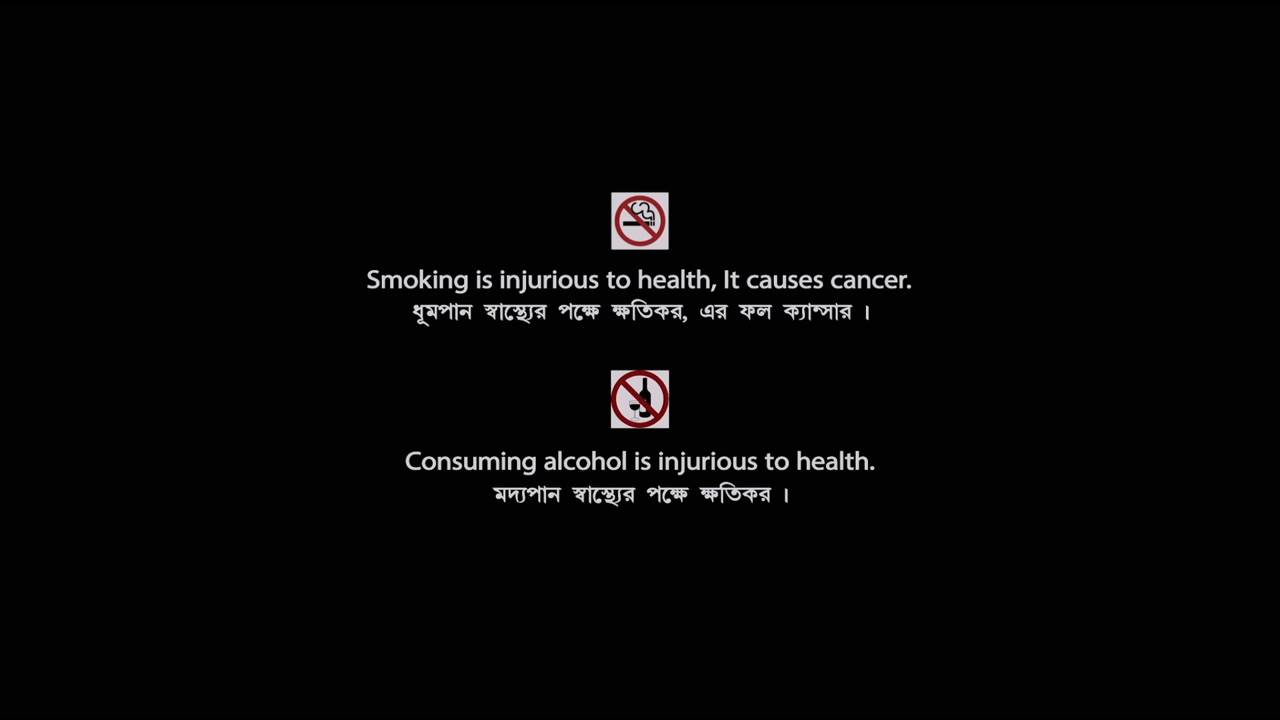 Smoking is injurious to health, It causes cancer.
ধূমপান স্বাস্থ্যের পক্ষে ক্ষতিকর, এর ফল ক্যান্সার ।
Consuming alcohol is injurious to health.
মদ্যপান স্বাস্থ্যের পক্ষে ক্ষতিকর ।